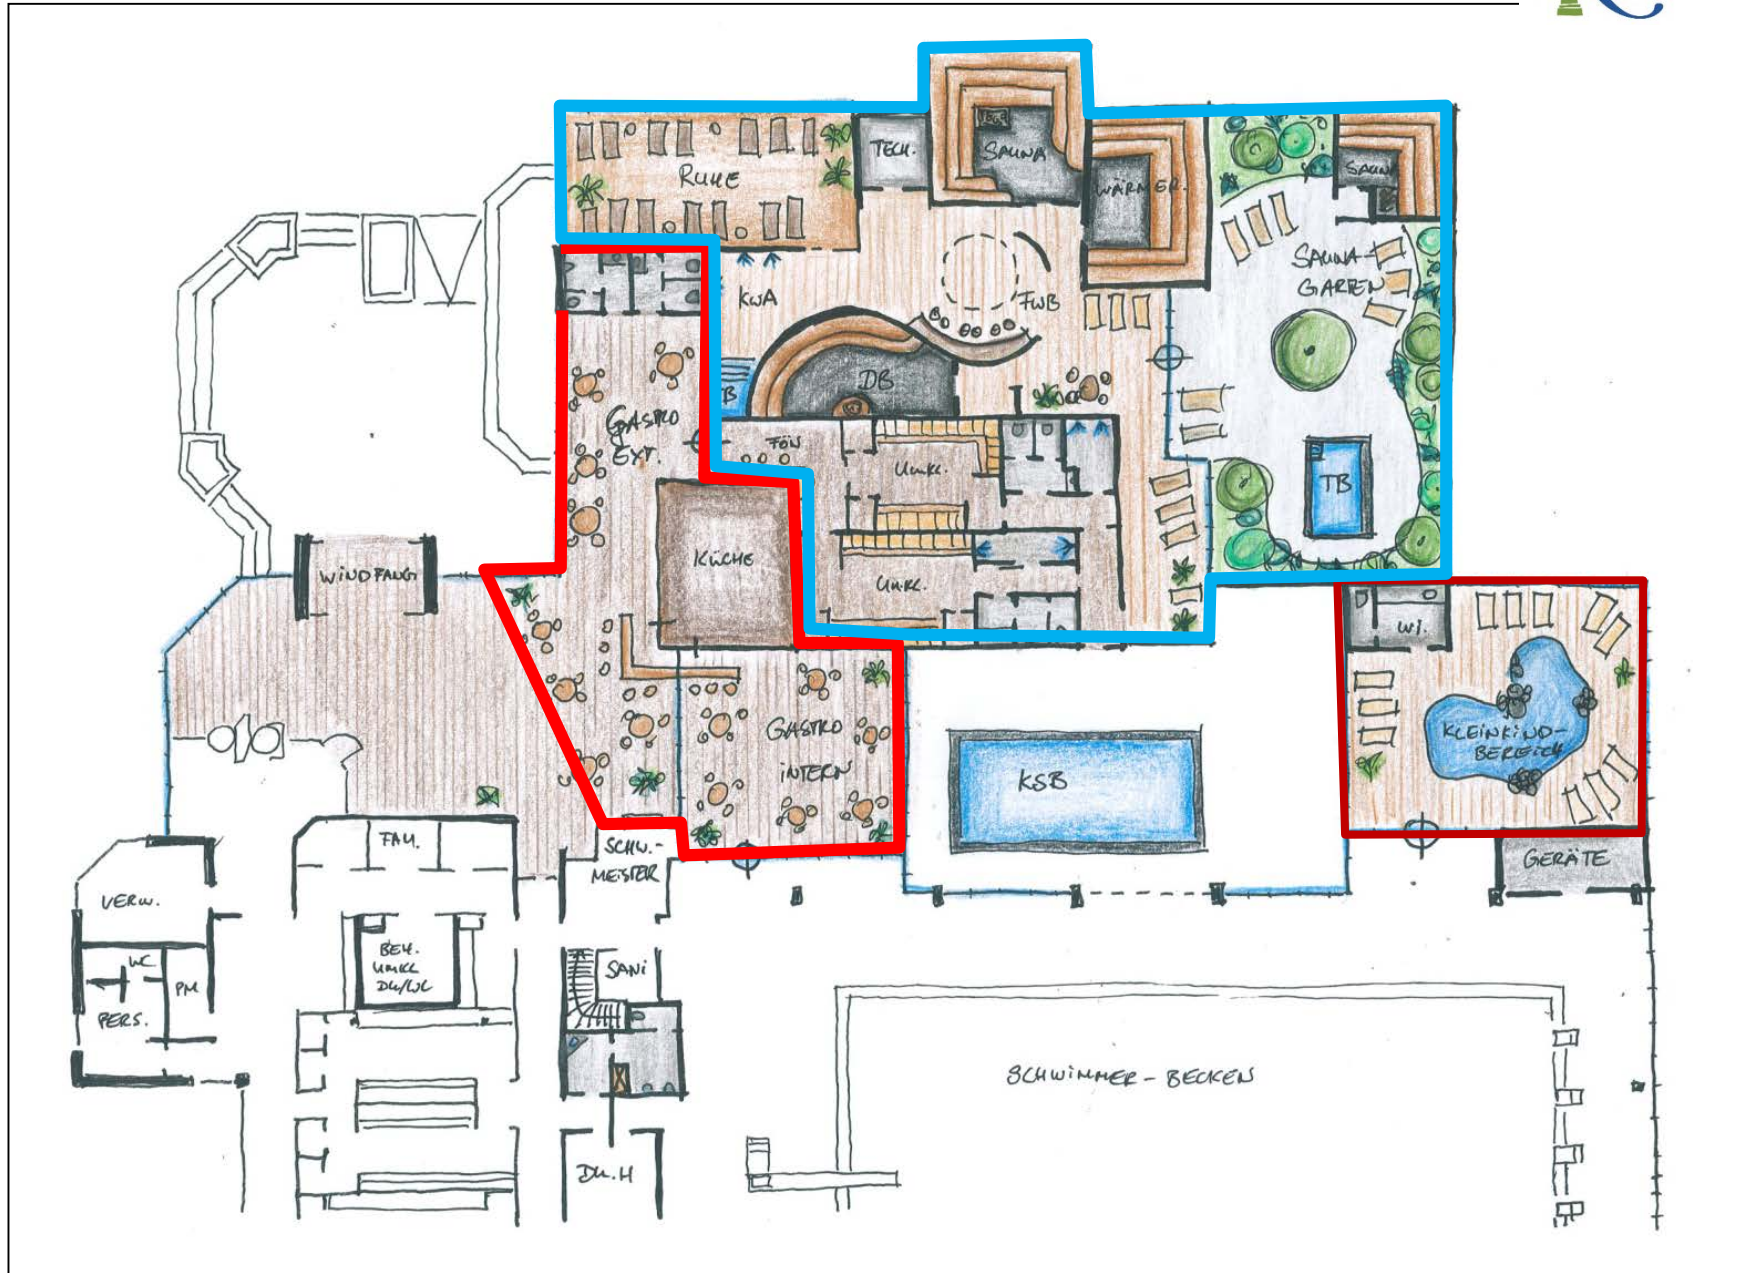 RUHE
TECH.
SAUNA
WÄRMER.
SAUN
SAUNA-
GARTEN
KWA
FWB
DB
TB
GASTRO
EXT.
FÖN
UMKL.
KÜCHE
UMKL.
WINDFANG
WI.
GASTRO
INTERN
KSB
KLEINKIND-
BEREICH
SCHW.-
MEISTER
GERÄTE
FAM.
VERW.
WC
PM
PERS.
BEH.
UMKL
DU/WC
SANI
DU.H
SCHWIMMER-BECKEN